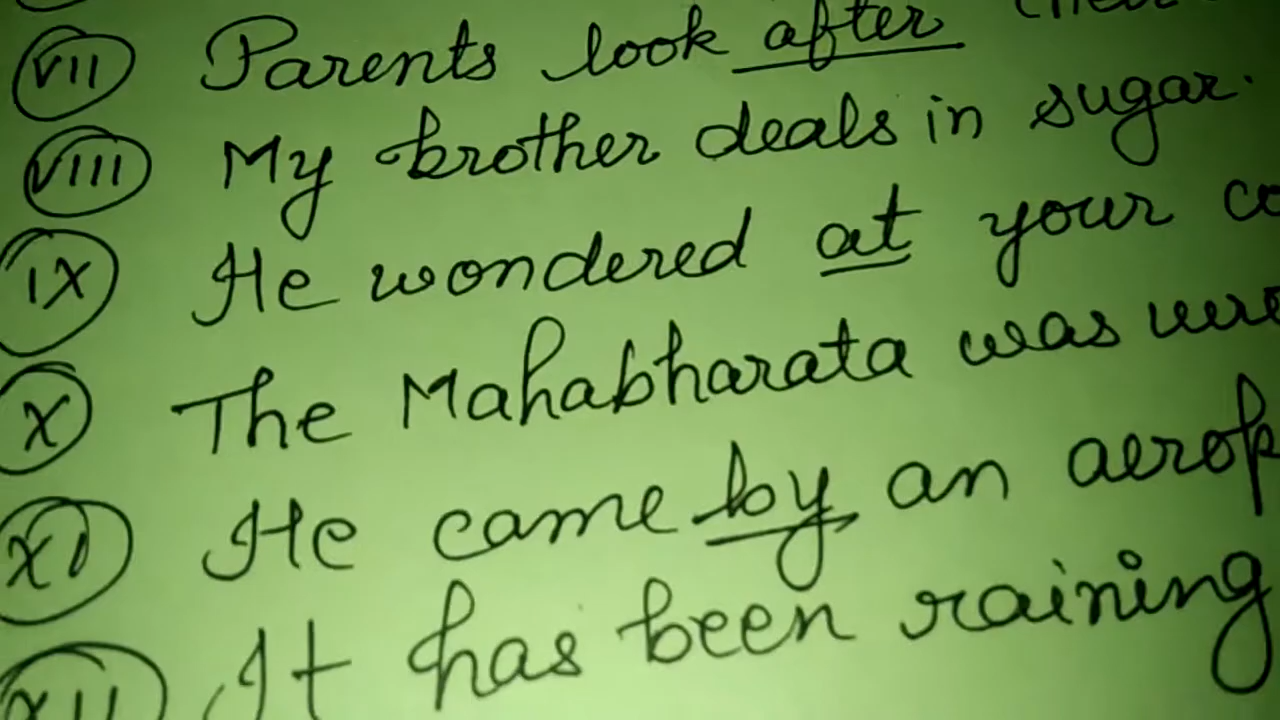 VII Parents look after
VIII My brother deals in sugar.
IX He wondered at your
X The Mahabharata was
XI He came by an
XII It has been raining